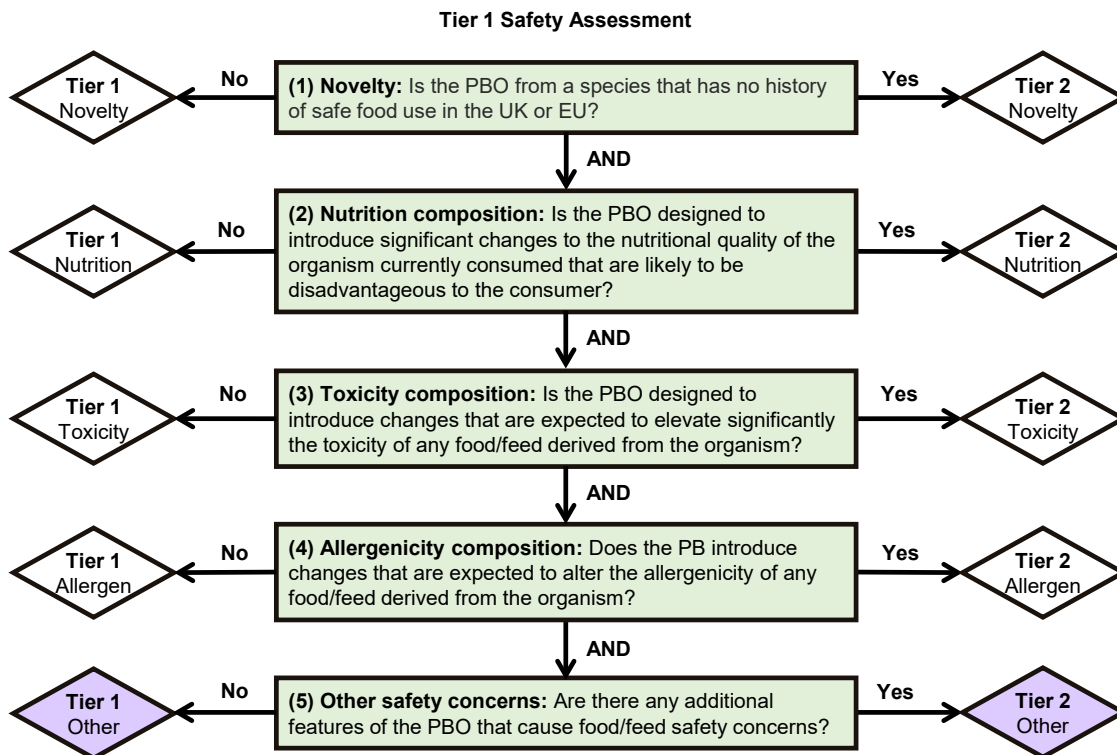 Tier 1 Safety Assessment
Tier 1
Novelty
No
(1) Novelty: Is the PBO from a species that has no history
of safe food use in the UK or EU?
Yes
Tier 2
Novelty
AND
Tier 1
Nutrition
No
(2) Nutrition composition: Is the PBO designed to
introduce significant changes to the nutritional quality of the
organism currently consumed that are likely to be
disadvantageous to the consumer?
Yes
Tier 2
Nutrition
AND
Tier 1
Toxicity
No
(3) Toxicity composition: Is the PBO designed to
introduce changes that are expected to elevate significantly
the toxicity of any food/feed derived from the organism?
Yes
Tier 2
Toxicity
AND
Tier 1
Allergen
No
(4) Allergenicity composition: Does the PB introduce
changes that are expected to alter the allergenicity of any
food/feed derived from the organism?
Yes
Tier 2
Allergen
AND
Tier 1
Other
No
(5) Other safety concerns: Are there any additional
features of the PBO that cause food/feed safety concerns?
Yes
Tier 2
Other